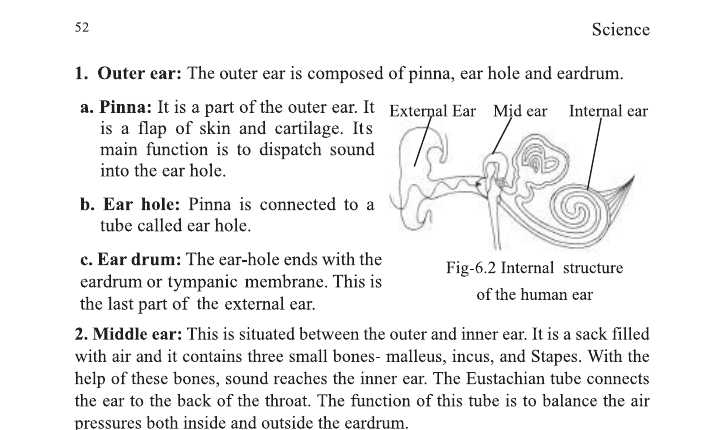 52
Science
1. Outer ear: The outer ear is composed of pinna, ear hole and eardrum.
a. Pinna: It is a part of the outer ear. It
is a flap of skin and cartilage. Its
main function is to dispatch sound
into the ear hole.
b. Ear hole: Pinna is connected to a
tube called ear hole.
c. Ear drum: The ear-hole ends with the
eardrum or tympanic membrane. This is
the last part of the external ear.
External Ear Mid ear Internal ear
Fig-6.2 Internal structure
of the human ear
2. Middle ear: This is situated between the outer and inner ear. It is a sack filled
with air and it contains three small bones- malleus, incus, and Stapes. With the
help of these bones, sound reaches the inner ear. The Eustachian tube connects
the ear to the back of the throat. The function of this tube is to balance the air
pressures both inside and outside the eardrum.